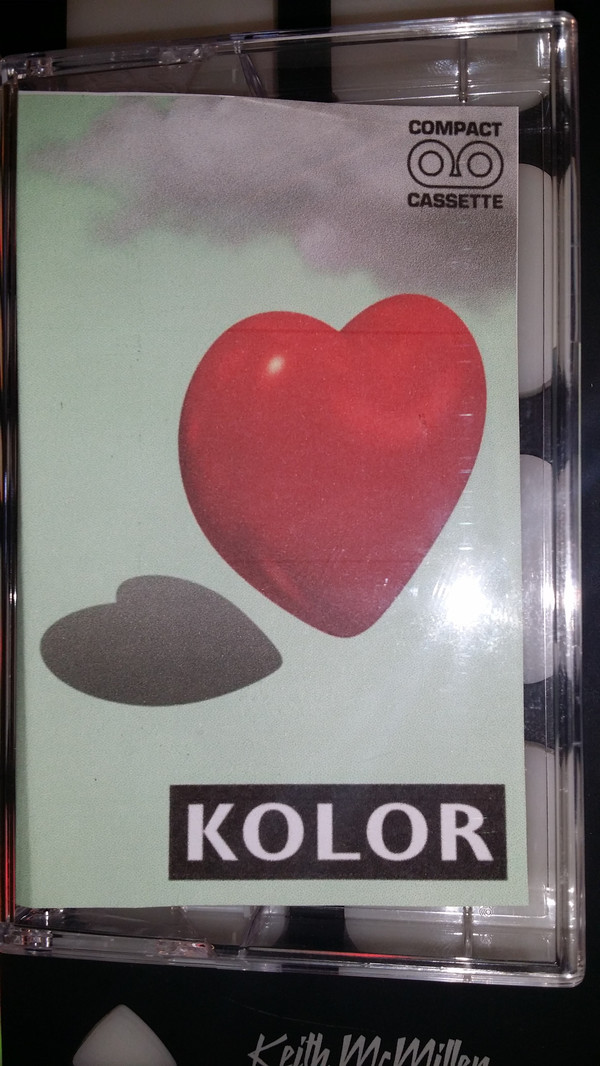 COMPACT
CASSETTE
KOLOR
Keith McMillen